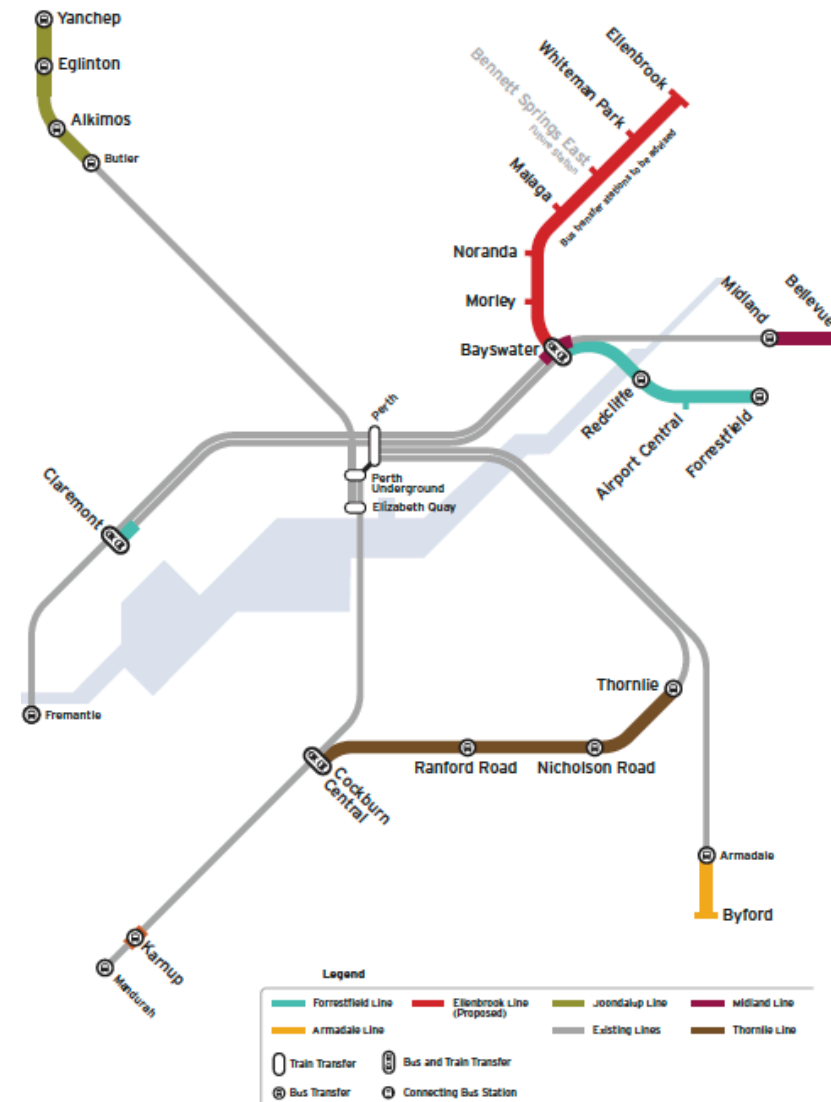 Yanchep
Eglinton
Alkimos
Butler
Ellenbrook
Whiteman Park
Bennett Springs East
Future station
Malaga
Bus transfer stations to be advised
Noranda
Morley
Bayswater
Midland
Bellevue
Redcliffe
Airport Central
Forrestfield
Perth
Perth
Underground
Elizabeth Quay
Claremont
Fremantle
Thornlie
Ranford Road
Nicholson Road
Cockburn
Central
Armadale
Byford
Karnup
Mandurah
Legend
Forrestfield Line
Ellenbrook Line
(Proposed)
Joondalup Line
Midland Line
Armadale Line
Existing Lines
Thornlie Line
Train Transfer
Bus and Train Transfer
Bus Transfer
Connecting Bus Station